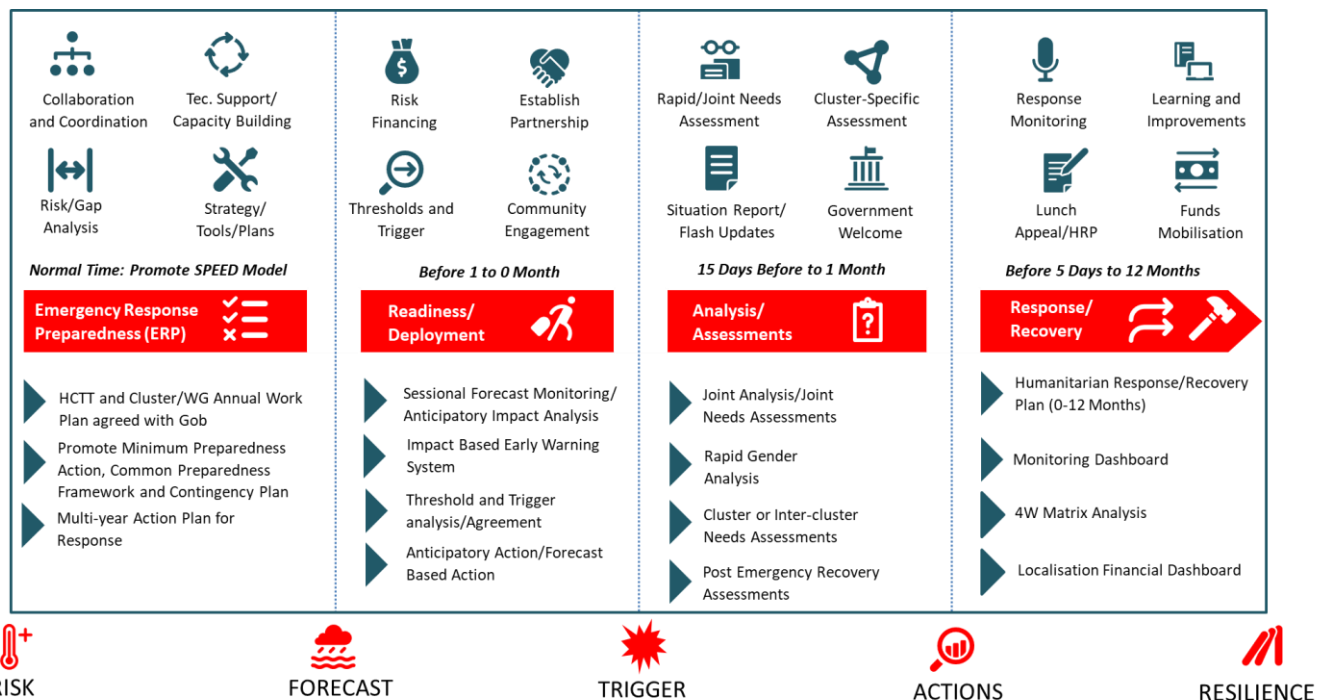 Collaboration
and Coordination
Tec. Support/
Capacity Building
Risk/Gap
Analysis
Strategy/
Tools/Plans
Normal Time: Promote SPEED Model
Emergency Response
Preparedness (ERP)
HCTT and Cluster/WG Annual Work
Plan agreed with Gob
Promote Minimum Preparedness
Action, Common Preparedness
Framework and Contingency Plan
Multi-year Action Plan for
Response
Risk
Financing
Establish
Partnership
Thresholds and
Trigger
Community
Engagement
Before 1 to 0 Month
Readiness/
Deployment
Sessional Forecast Monitoring/
Anticipatory Impact Analysis
Impact Based Early Warning
System
Threshold and Trigger
analysis/Agreement
Anticipatory Action/Forecast
Based Action
Rapid/Joint Needs
Assessment
Cluster-Specific
Assessment
Situation Report/
Flash Updates
Government
Welcome
15 Days Before to 1 Month
Analysis/
Assessments
Joint Analysis/Joint
Needs Assessments
Rapid Gender
Analysis
Cluster or Inter-cluster
Needs Assessments
Post Emergency Recovery
Assessments
Response
Monitoring
Learning and
Improvements
Lunch
Appeal/HRP
Funds
Mobilisation
Before 5 Days to 12 Months
Response/
Recovery
Humanitarian Response/Recovery
Plan (0-12 Months)
Monitoring Dashboard
4W Matrix Analysis
Localisation Financial Dashboard
RISK
FORECAST
TRIGGER
ACTIONS
RESILIENCE